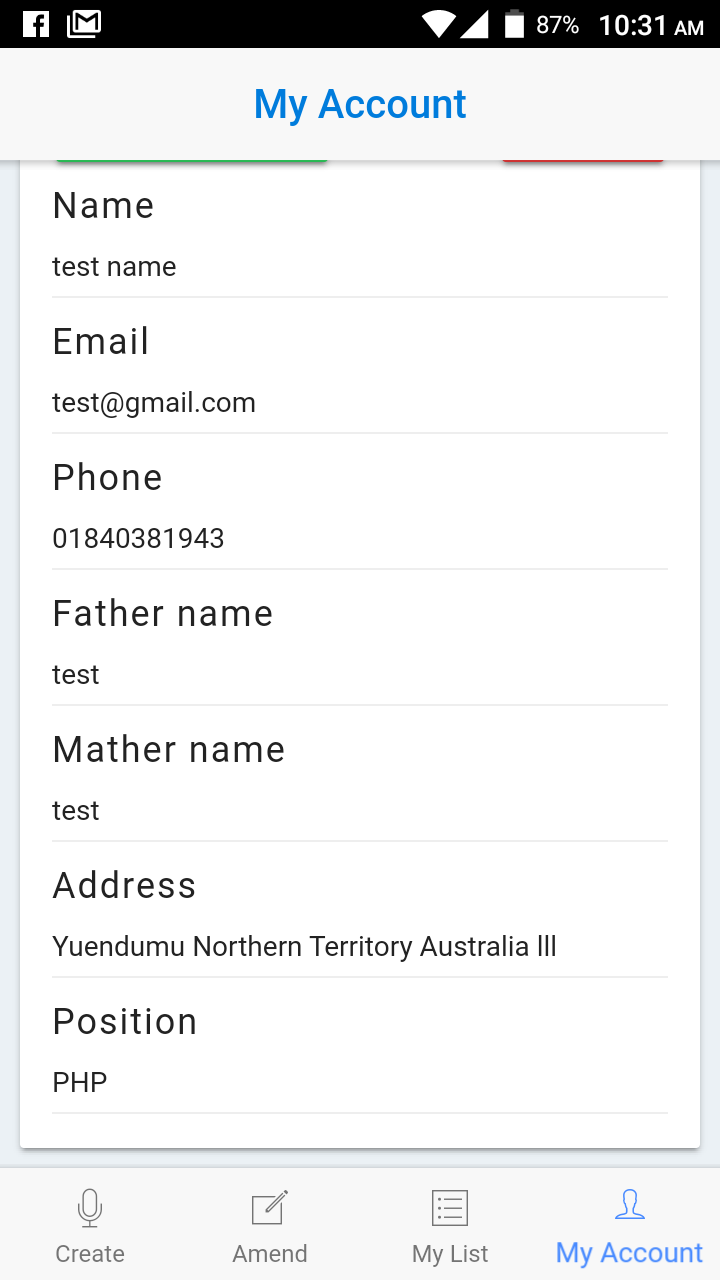 87% 10:31 AM
My Account
Name
test name
Email
test@gmail.com
Phone
01840381943
Father name
test
Mather name
test
Address
Yuendumu Northern Territory Australia lll
Position
PHP
Create Amend My List My Account